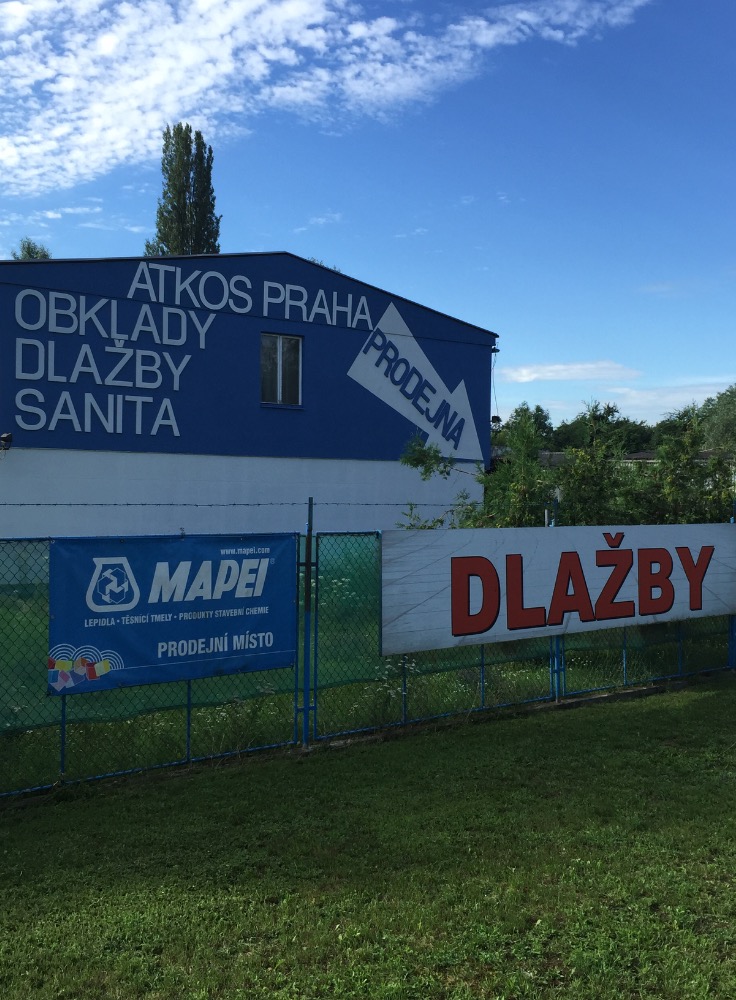 ATKOS PRAHA
OBKLADY
DLAŽBY
SANITA
PRODEJNA
www.mapei.com
MAPEI®
LEPIDLA • TĚSNICÍ TMELY • PRODUKTY STAVEBNÍ CHEMIE
PRODEJNÍ MÍSTO
DLAŽBY